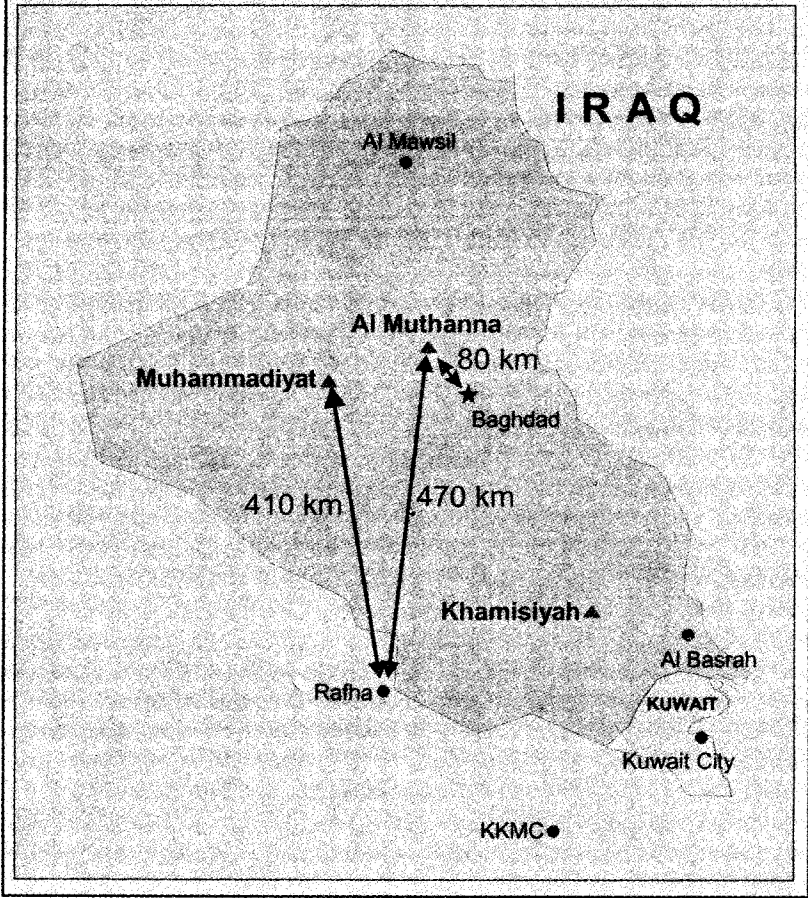 IRAQ
Al Mawsil
Al Muthanna
80 km
Muhammadiyat
Baghdad
410 km
470 km
Khamisiyah
Al Basrah
Rafha
KUWAIT
Kuwait City
KKMC